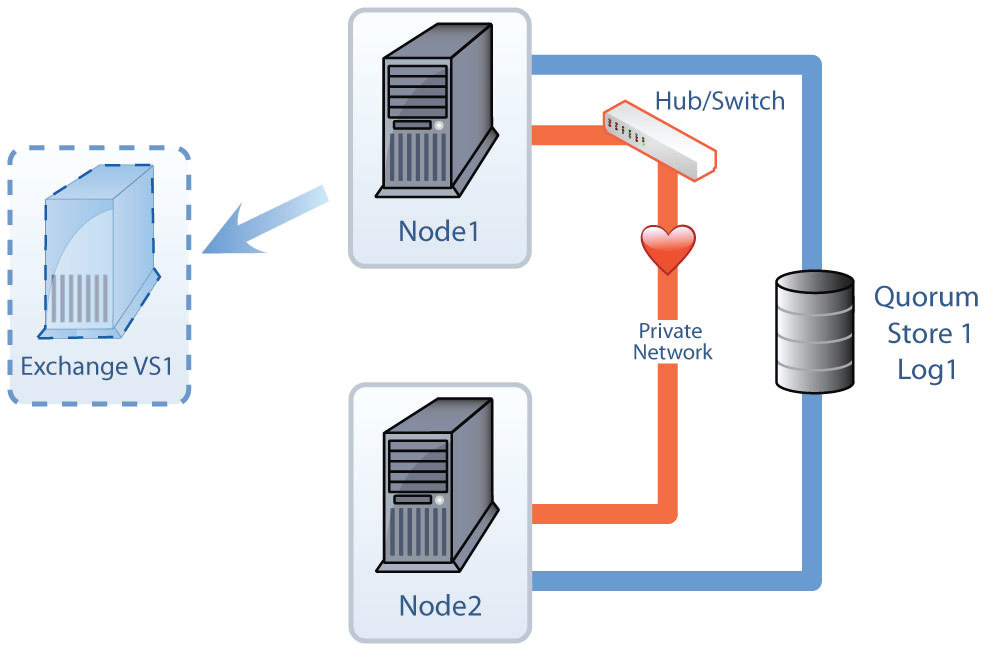 Hub/Switch
Node1
Exchange VS1
Private
Network
Quorum
Store 1
Log1
Node2